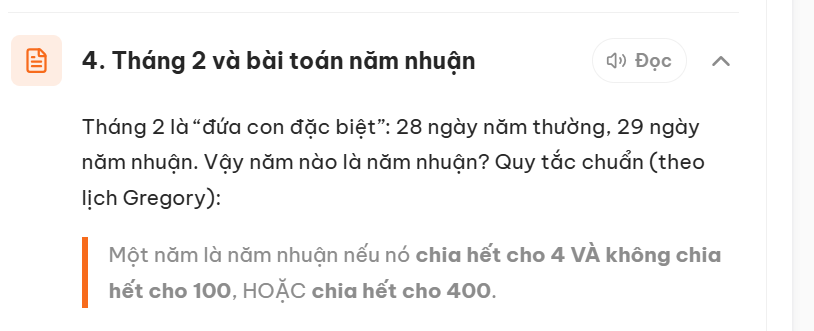 4. Tháng 2 và bài toán năm nhuận
Đọc
Tháng 2 là “đứa con đặc biệt”: 28 ngày năm thường, 29 ngày
năm nhuận. Vậy năm nào là năm nhuận? Quy tắc chuẩn (theo
lịch Gregory):
Một năm là năm nhuận nếu nó chia hết cho 4 VÀ không chia
hết cho 100, HOẶC chia hết cho 400.